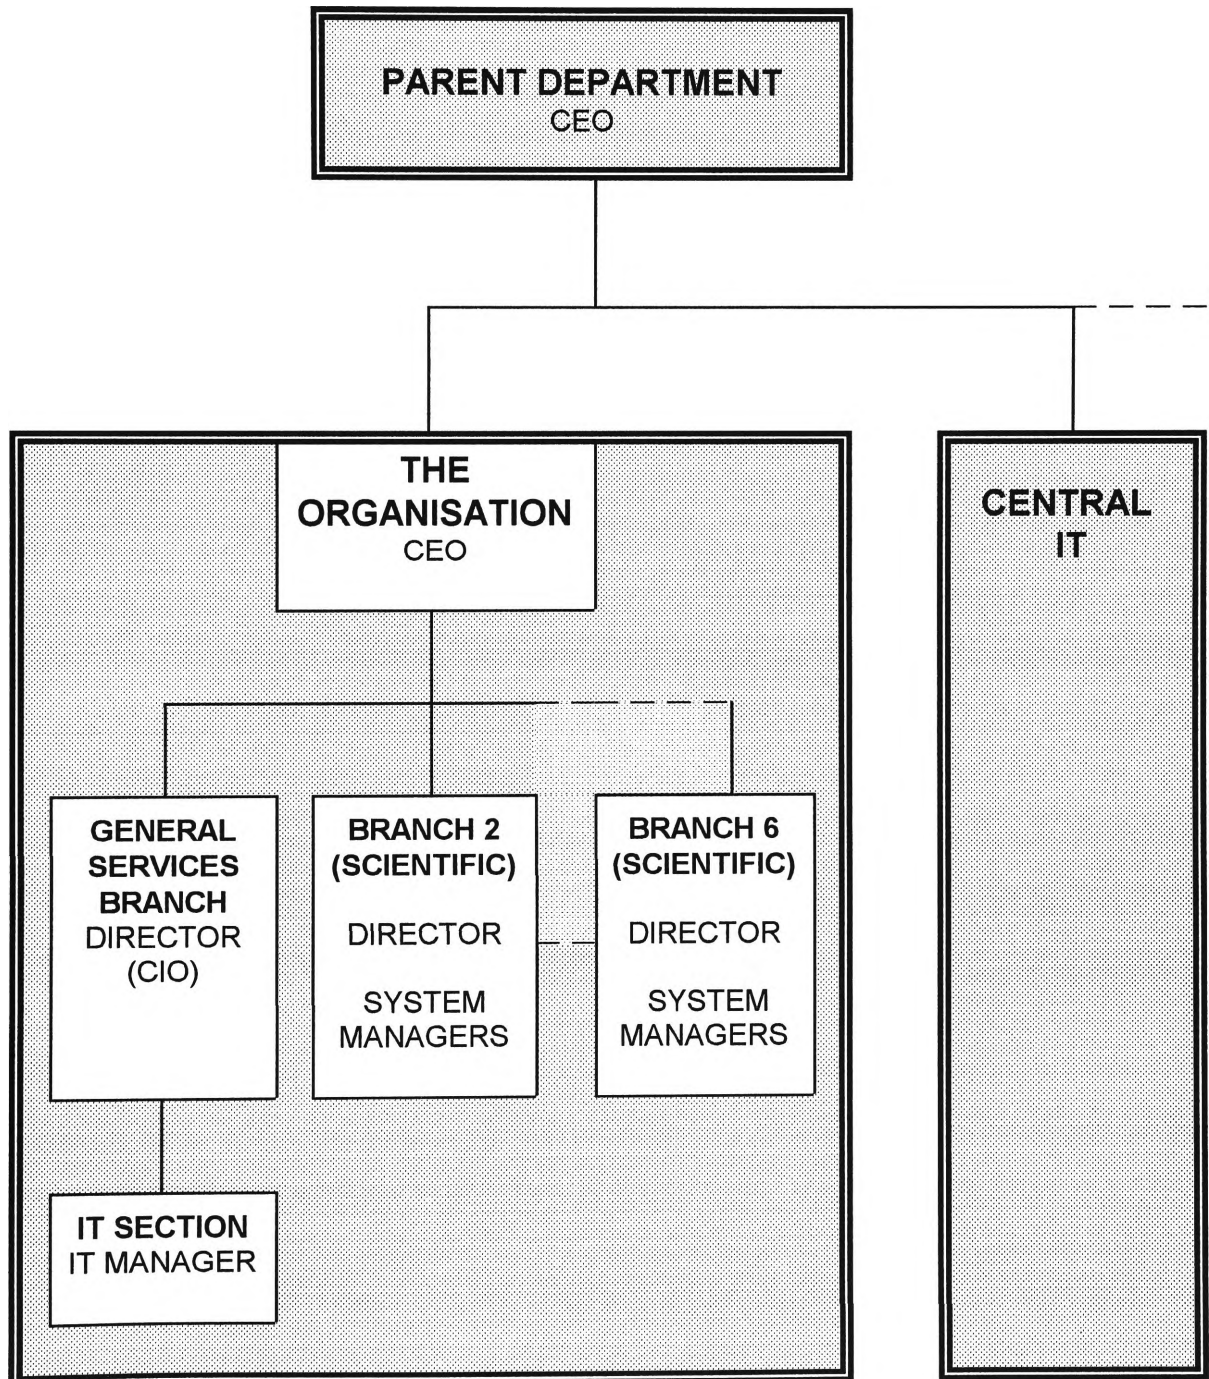 PARENT DEPARTMENT
CEO
THE
ORGANISATION
CEO
CENTRAL
IT
GENERAL
SERVICES
BRANCH
DIRECTOR
(CIO)
BRANCH 2
(SCIENTIFIC)
DIRECTOR
SYSTEM
MANAGERS
BRANCH 6
(SCIENTIFIC)
DIRECTOR
SYSTEM
MANAGERS
IT SECTION
IT MANAGER